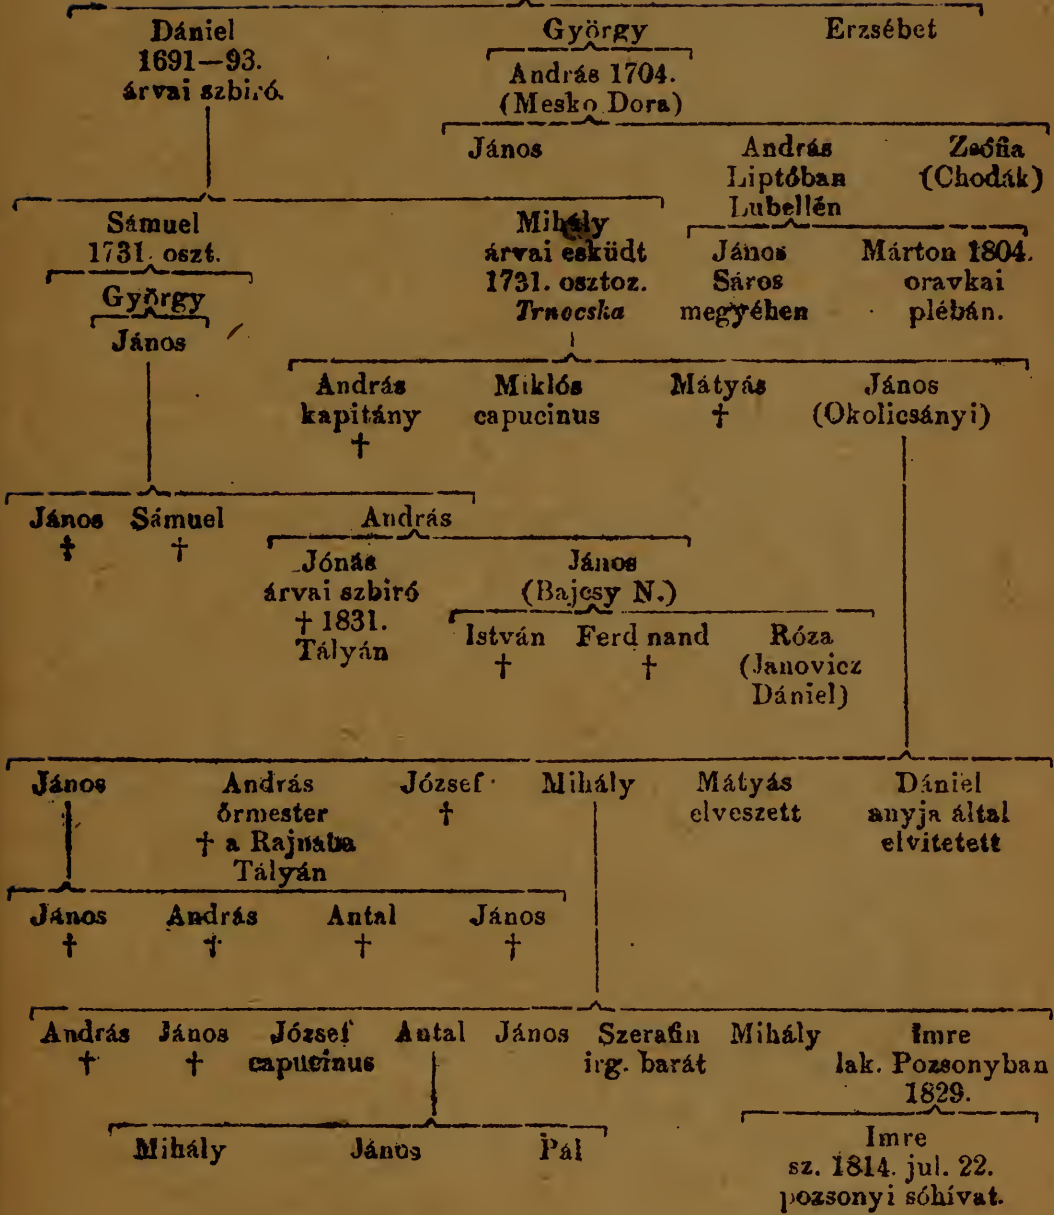 Dániel György Erzsébet
1691—93.
árvai szbiró.
András 1704.
(Mesko Dora)
János András Zsófia
Liptóban (Chodák)
Lubellén
Sámuel Mihály
1731. oszt. árvai esküdt János Márton 1804.
1731. osztoz. Sáros oravkai
György Trnocska megyében plébán.
János
András Miklós Mátyás János
kapitány capucinus † (Okolicsányi)
†
János Sámuel András
† †
Jónás János
árvai szbiró (Bajcsy N.)
† 1831.
Tályán István Ferd nand Róza
† † (Janovicz
Dániel)
János András József Mihály Mátyás Dániel
őrmester † elveszett anyja által
† a Rajnába elvitetett
Tályán
János András Antal János
† † † †
András János József Antal János Szerafin Mihály Imre
† † capucinus irg. barát lak. Pozsonyban
1829.
Mihály János Pál Imre
sz. 1814. jul. 22.
pozsonyi sóhívat.